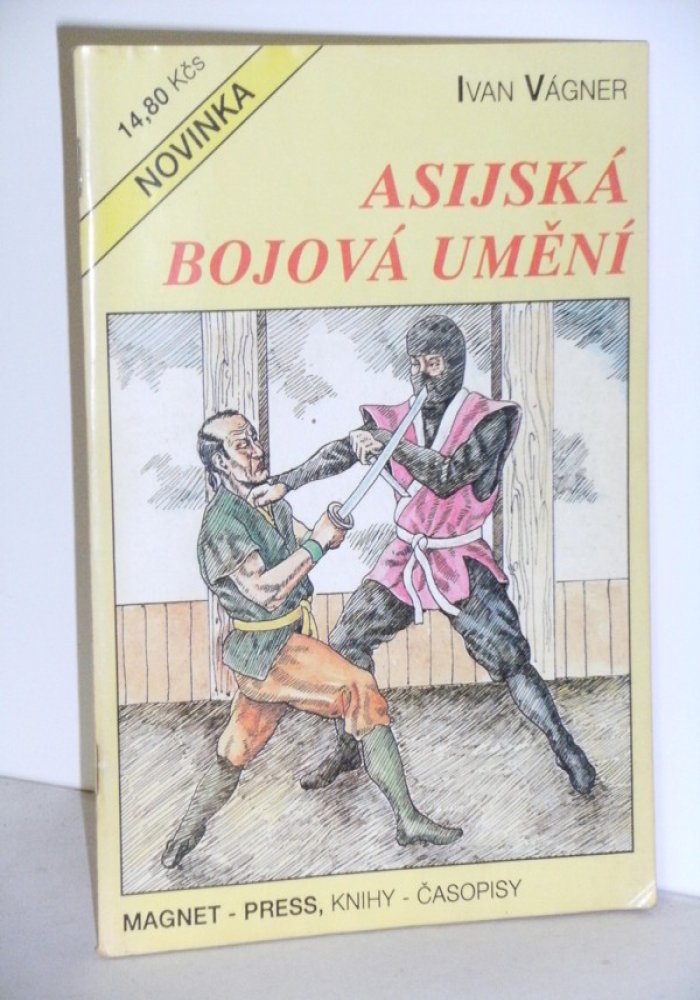 14,80 Kčs
NOVINKA
IVAN VÁGNER
ASIJSKÁ
BOJOVÁ UMĚNÍ
MAGNET - PRESS, KNIHY - ČASOPISY